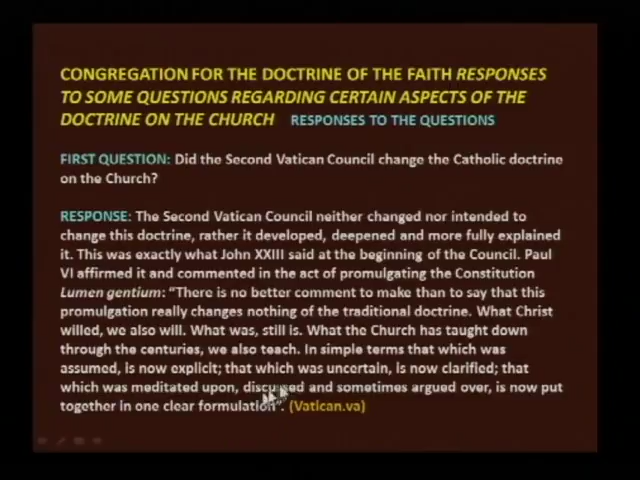 CONGREGATION FOR THE DOCTRINE OF THE FAITH RESPONSES
TO SOME QUESTIONS REGARDING CERTAIN ASPECTS OF THE
DOCTRINE ON THE CHURCH RESPONSES TO THE QUESTIONS
FIRST QUESTION: Did the Second Vatican Council change the Catholic doctrine
on the Church?
RESPONSE: The Second Vatican Council neither changed nor intended to
change this doctrine, rather it developed, deepened and more fully explained
it. This was exactly what John XXIII said at the beginning of the Council. Paul
VI affirmed it and commented in the act of promulgating the Constitution
Lumen gentium: “There is no better comment to make than to say that this
promulgation really changes nothing of the traditional doctrine. What Christ
willed, we also will. What was, still is. What the Church has taught down
through the centuries, we also teach. In simple terms that which was
assumed, is now explicit; that which was uncertain, is now clarified; that
which was meditated upon, discussed and sometimes argued over, is now put
together in one clear formulation”. (Vatican.va)